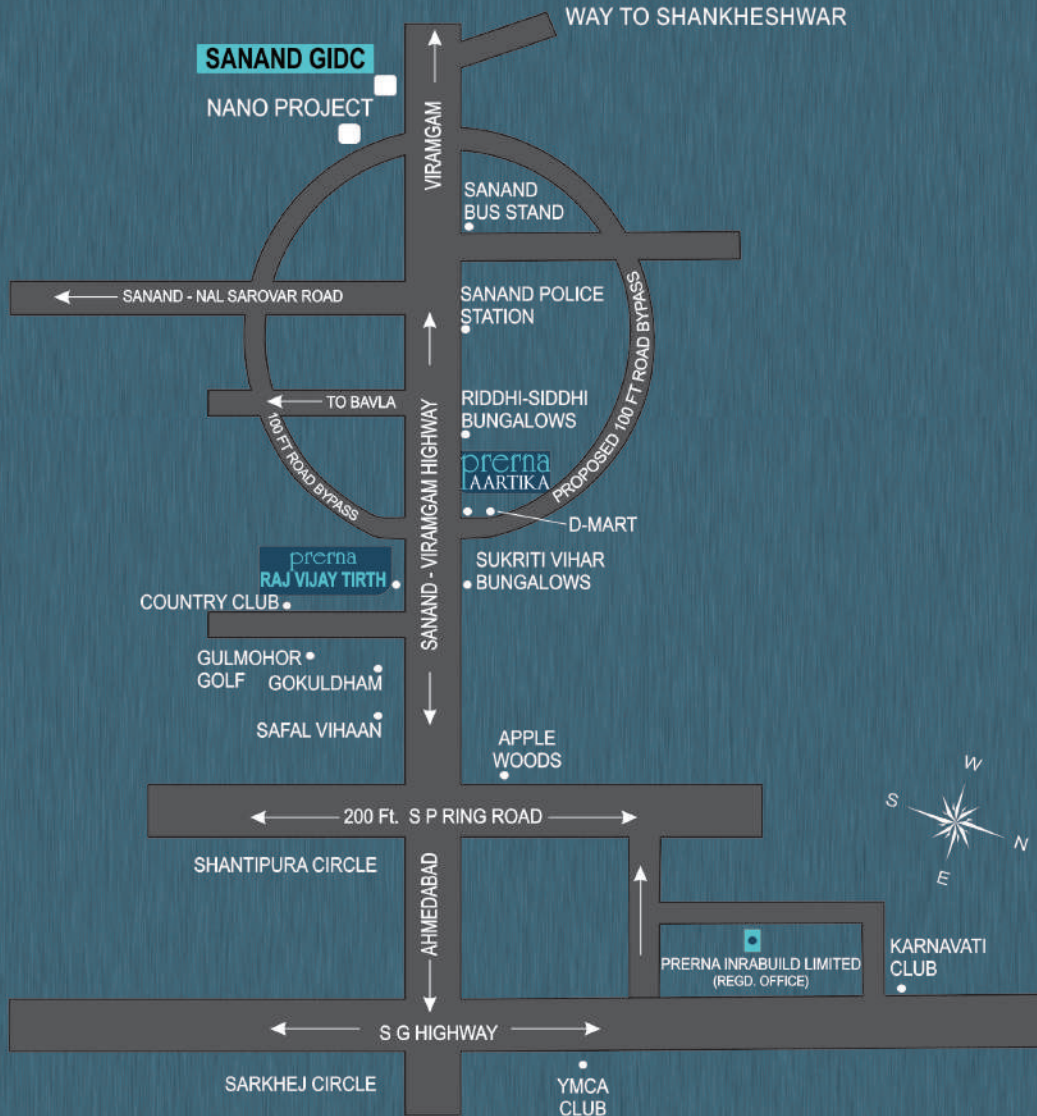 WAY TO SHANKHESHWAR
SANAND GIDC
NANO PROJECT
VIRAMGAM
SANAND
BUS STAND
SANAND - NAL SAROVAR ROAD
SANAND POLICE
STATION
PROPOSED 100 FT ROAD BYPASS
TO BAVLA
RIDDHI-SIDDHI
BUNGALOWS
100 FT ROAD BYPASS
SANAND - VIRAMGAM HIGHWAY
prerna
AARTIKA
D-MART
prerna
RAJ VIJAY TIRTH
SUKRITI VIHAR
BUNGALOWS
COUNTRY CLUB
GULMOHOR
GOLF
GOKULDHAM
SAFAL VIHAAN
APPLE
WOODS
200 Ft. S P RING ROAD
W
S
N
E
SHANTIPURA CIRCLE
AHMEDABAD
PRERNA INRABUILD LIMITED
(REGD. OFFICE)
KARNAVATI
CLUB
S G HIGHWAY
SARKHEJ CIRCLE
YMCA
CLUB